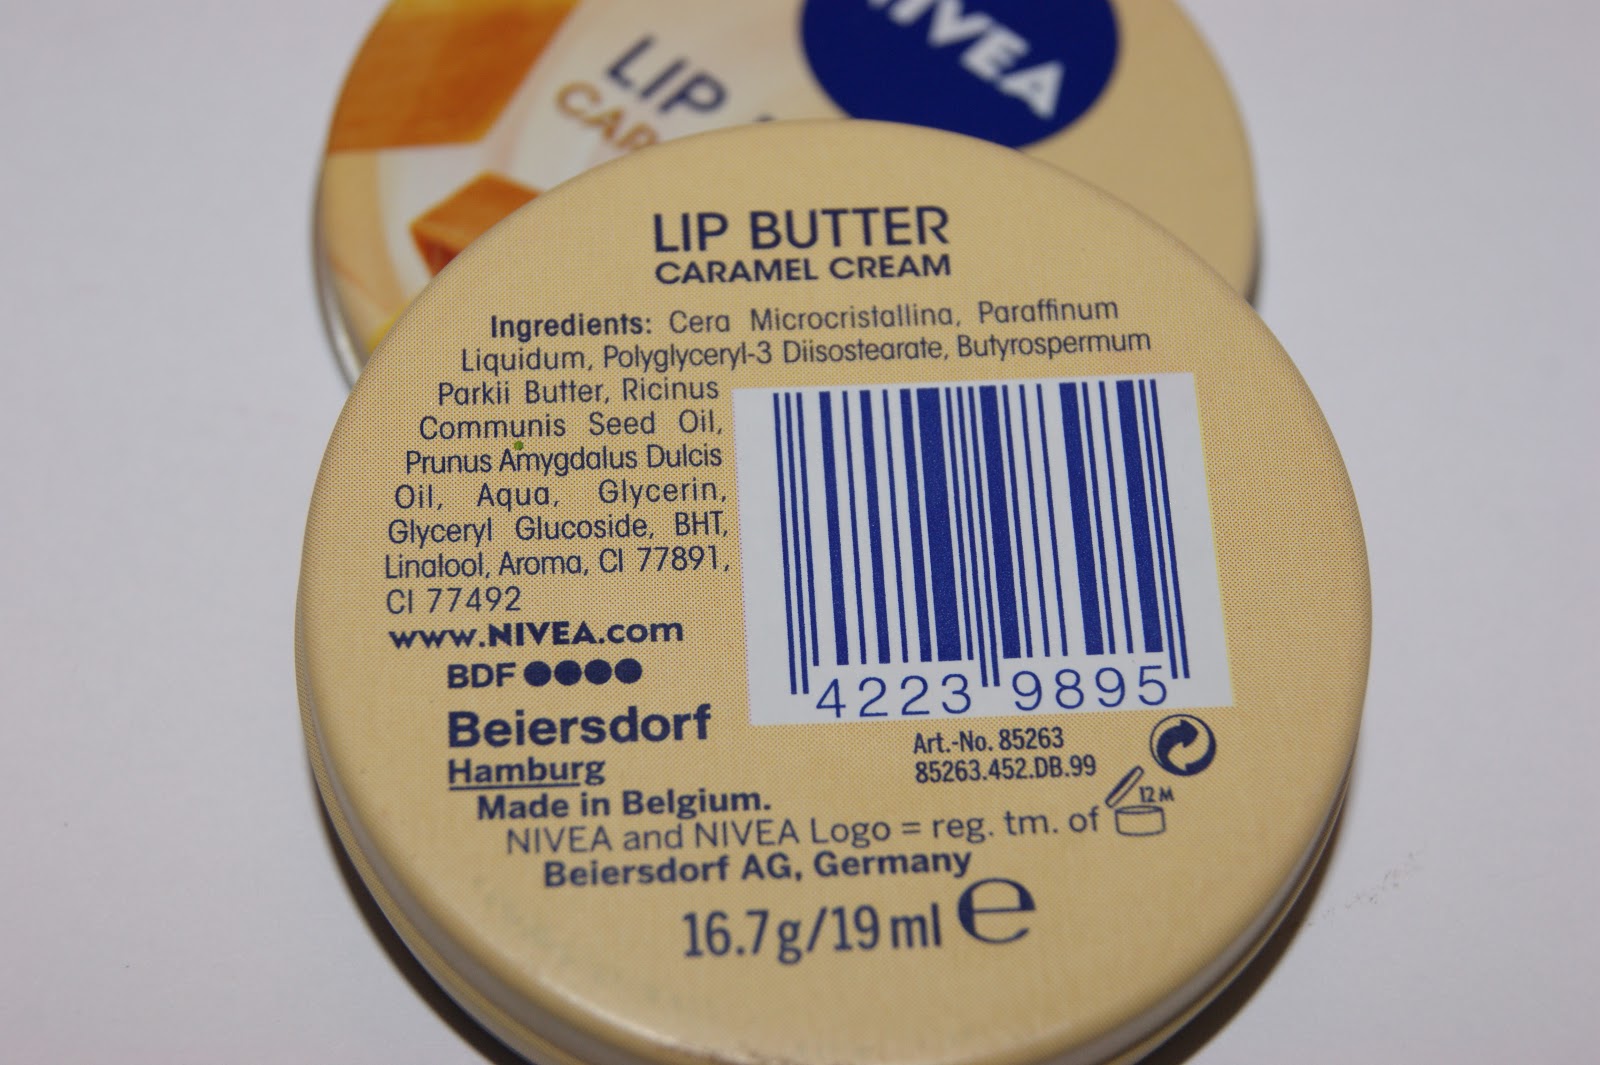 NIVEA
LIP
LIP BUTTER
CARAMEL CREAM
Ingredients: Cera Microcristallina, Paraffinum
Liquidum, Polyglyceryl-3 Diisostearate, Butyrospermum
Parkii Butter, Ricinus
Communis Seed Oil,
Prunus Amygdalus Dulcis
Oil, Aqua, Glycerin,
Glyceryl Glucoside, BHT,
Linalool, Aroma, CI 77891,
CI 77492
www.NIVEA.com
BDF●●●●
Beiersdorf
Hamburg
4223 9895
Art.-No. 85263
85263.452.DB.99
12 M
Made in Belgium.
NIVEA and NIVEA Logo = reg. tm. of
Beiersdorf AG, Germany
16.7g/19 ml e